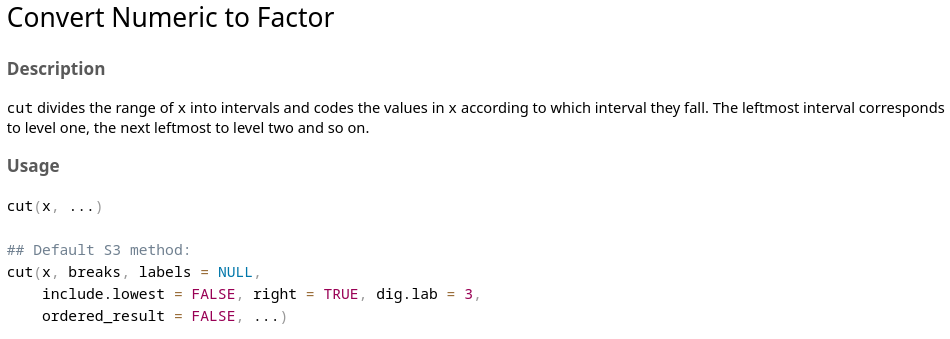 Convert Numeric to Factor
Description
cut divides the range of x into intervals and codes the values in x according to which interval they fall. The leftmost interval corresponds
to level one, the next leftmost to level two and so on.
Usage
cut(x, ...)
## Default S3 method:
cut(x, breaks, labels = NULL,
    include.lowest = FALSE, right = TRUE, dig.lab = 3,
    ordered_result = FALSE, ...)